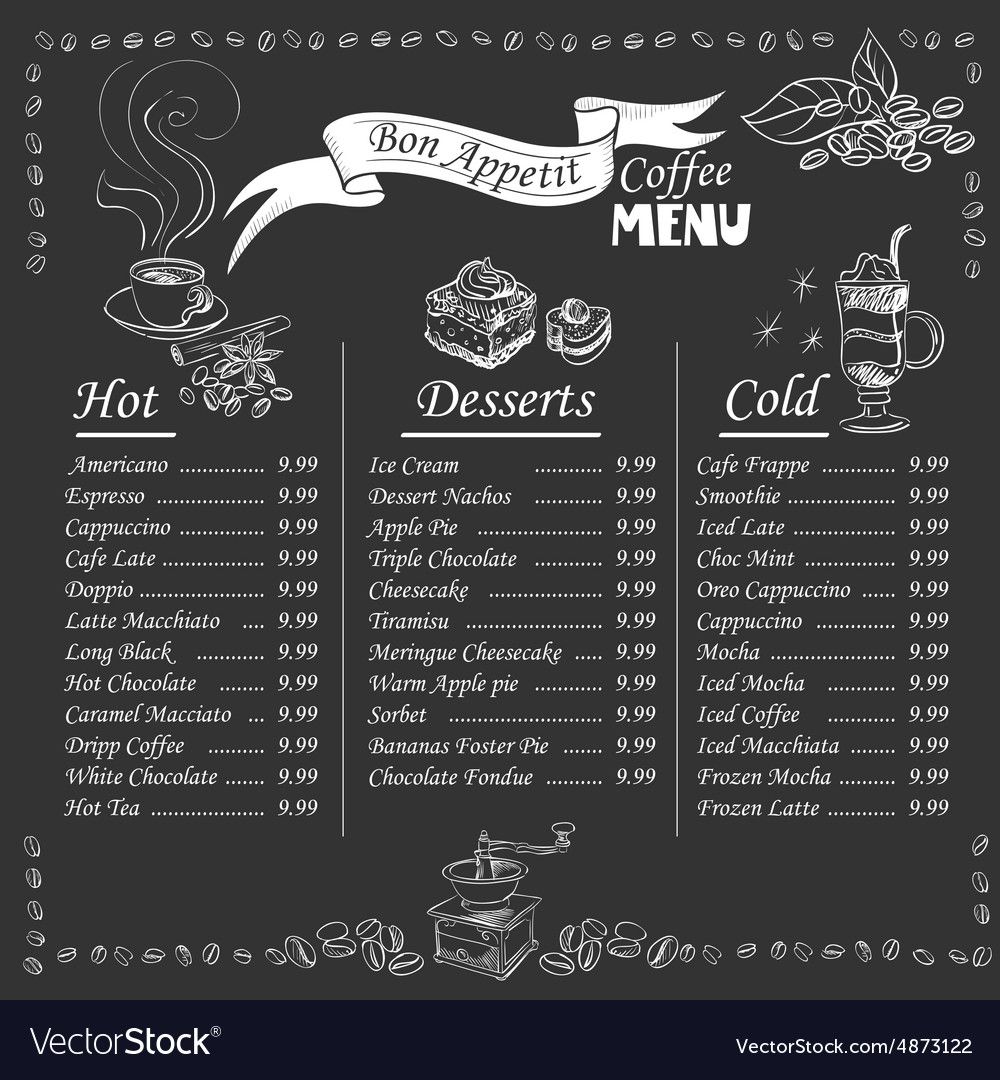 Bon Appetit
Coffee
MENU
Hot
Americano ................ 9.99
Espresso .................... 9.99
Cappuccino ................ 9.99
Cafe Late ................... 9.99
Doppio ....................... 9.99
Latte Macchiato .... 9.99
Long Black ............. 9.99
Hot Chocolate ........ 9.99
Caramel Macciato ... 9.99
Dripp Coffee .......... 9.99
White Chocolate ....... 9.99
Hot Tea ..................... 9.99
Desserts
Ice Cream ............. 9.99
Dessert Nachos ............. 9.99
Apple Pie ....................... 9.99
Triple Chocolate ............. 9.99
Cheesecake ..................... 9.99
Tiramisu ......................... 9.99
Meringue Cheesecake ..... 9.99
Warm Apple pie ............. 9.99
Sorbet ............................ 9.99
Bananas Foster Pie ....... 9.99
Chocolate Fondue .......... 9.99
Cold
Cafe Frappe .............. 9.99
Smoothie .................... 9.99
Iced Late ................... 9.99
Choc Mint ................. 9.99
Oreo Cappuccino ...... 9.99
Cappuccino ............... 9.99
Mocha ....................... 9.99
Iced Mocha ............... 9.99
Iced Coffee ............. 9.99
Iced Macchiata ........ 9.99
Frozen Mocha .......... 9.99
Frozen Latte ............. 9.99
VectorStock®
VectorStock.com/4873122